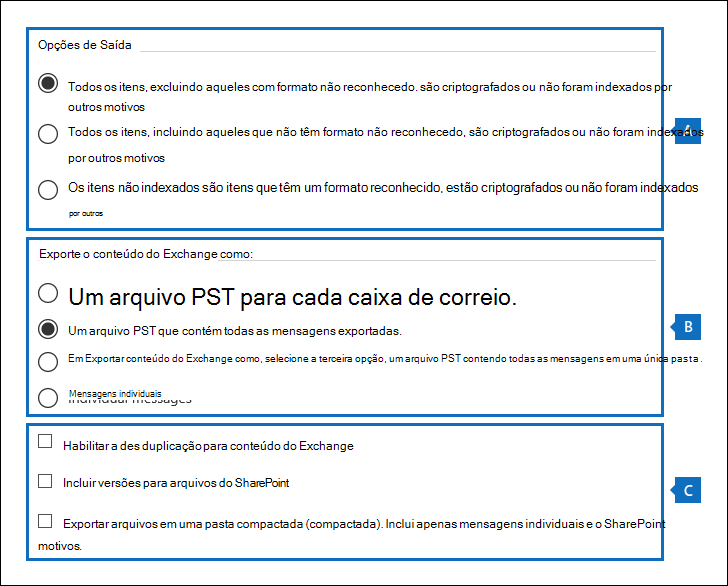 Opções de Saída
Todos os itens, excluindo aqueles com formato não reconhecedo. são criptografados ou não foram indexados por
outros motivos
Todos os itens, incluindo aqueles que não têm formato não reconhecedo, são criptografados ou não foram indexados
A
por outros motivos
Os itens não indexados são itens que têm um formato reconhecido, estão criptografados ou não foram indexados
por outros
Exporte o conteúdo do Exchange como:
Um arquivo PST para cada caixa de correio.
Um arquivo PST que contém todas as mensagens exportadas.
B
Em Exportar conteúdo do Exchange como, selecione a terceira opção, um arquivo PST contendo todas as mensagens em uma única pasta.
Mensagens individuais
Individual messages
Habilitar a des duplicação para conteúdo do Exchange
Incluir versões para arquivos do SharePoint
C
Exportar arquivos em uma pasta compactada (compactada). Inclui apenas mensagens individuais e o SharePoint
motivos.